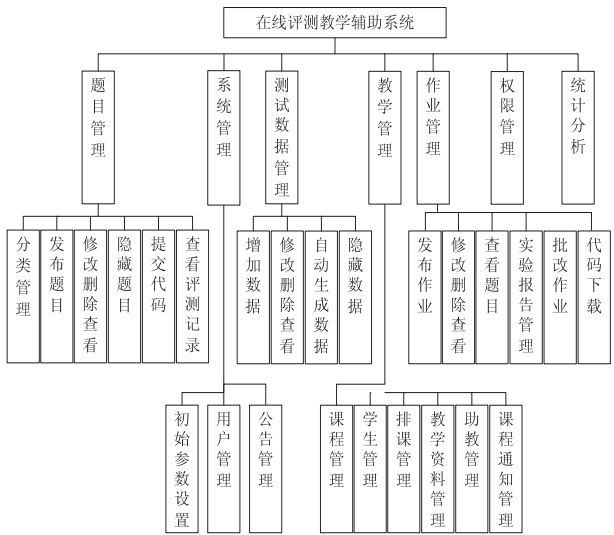 在线评测教学辅助系统
题目管理
系统管理
测试数据管理
教学管理
作业管理
权限管理
统计分析
分类管理
发布题目
修改删除查看
隐藏题目
提交代码
查看评测记录
增加数据
修改删除查看
自动生成数据
隐藏数据
发布作业
修改删除查看
查看题目
实验报告管理
批改作业
代码下载
初始参数设置
用户管理
公告管理
课程管理
学生管理
排课管理
教学资料管理
助教管理
课程通知管理